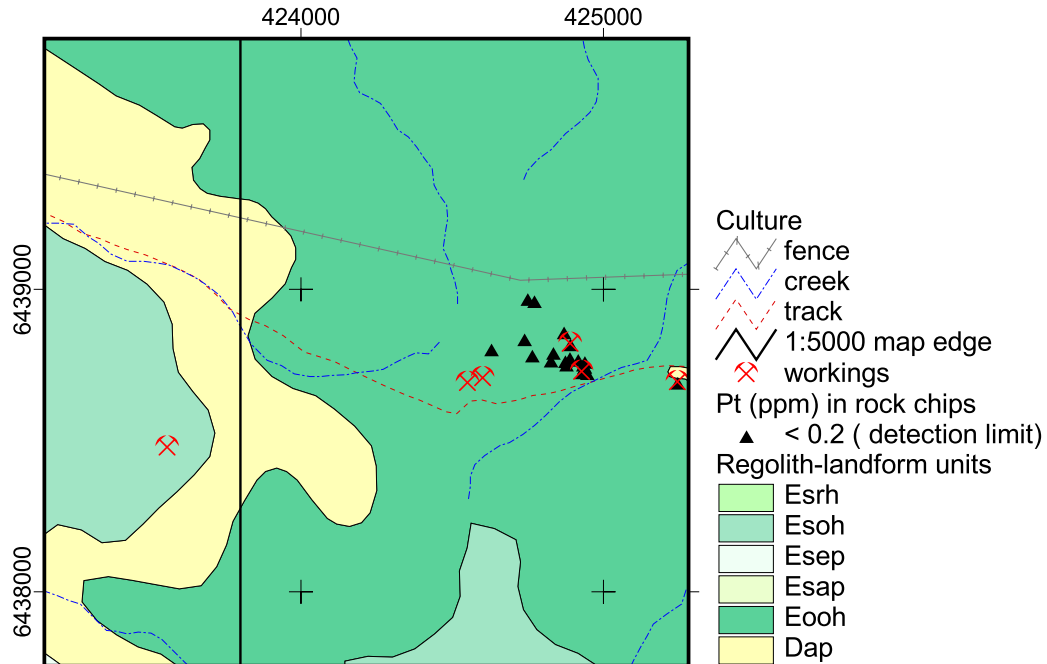 424000
425000
6439000
6438000
Culture
fence
creek
track
1:5000 map edge
workings
Pt (ppm) in rock chips
< 0.2 ( detection limit)
Regolith-landform units
Esrh
Esoh
Esep
Esap
Eooh
Dap